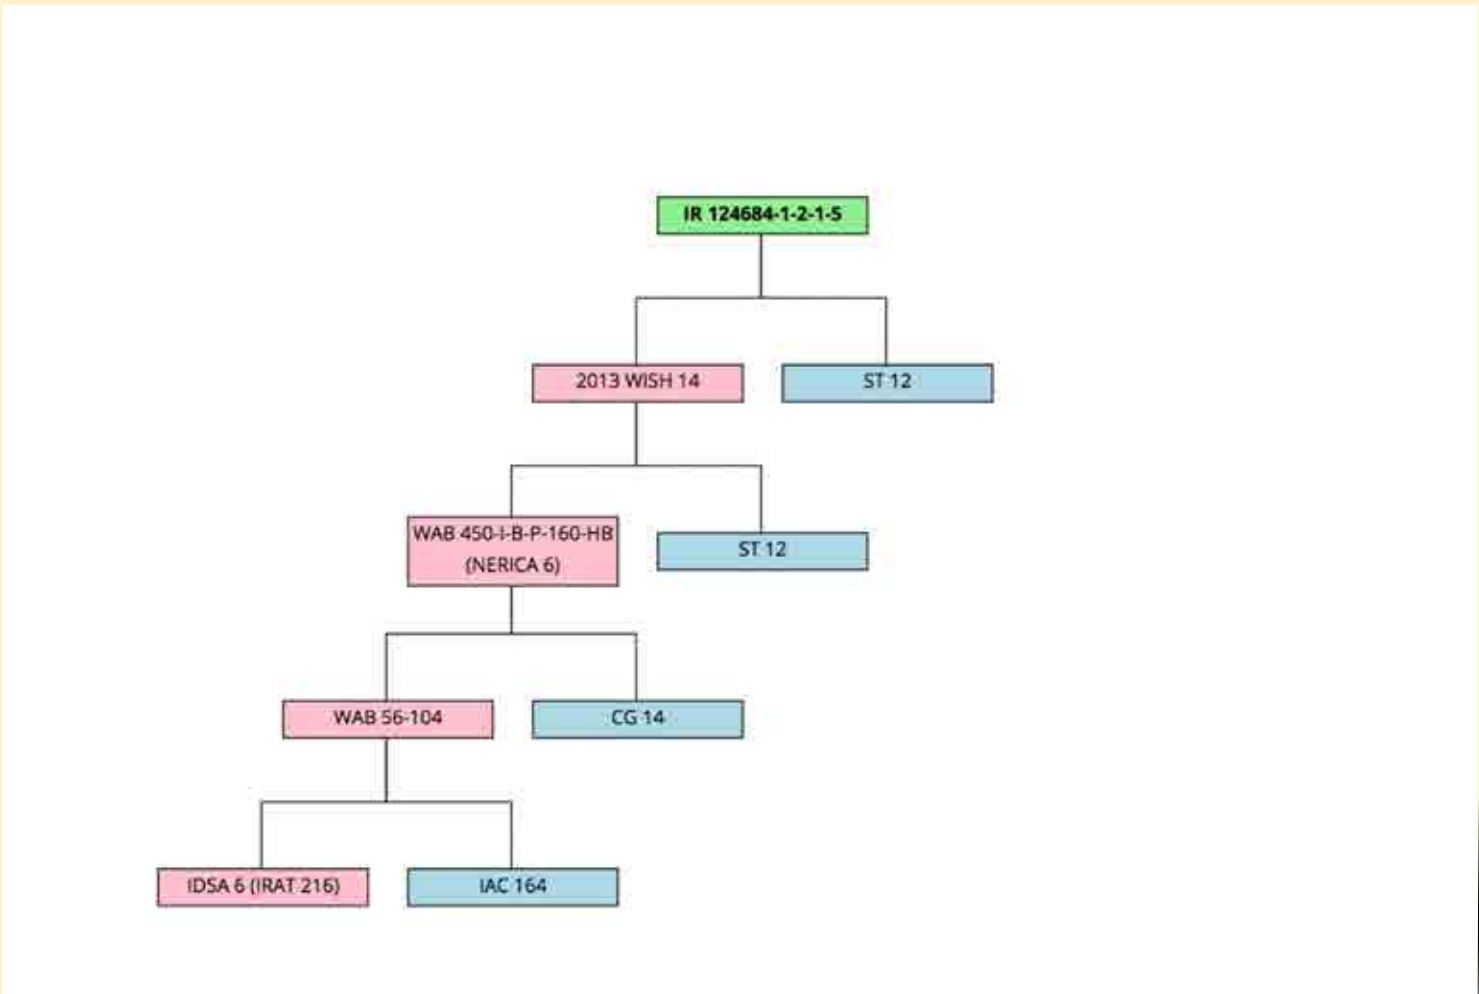 IR 124684-1-2-1-5
2013 WISH 14
ST 12
WAB 450-I-B-P-160-HB
(NERICA 6)
ST 12
WAB 56-104
CG 14
IDSA 6 (IRAT 216)
IAC 164